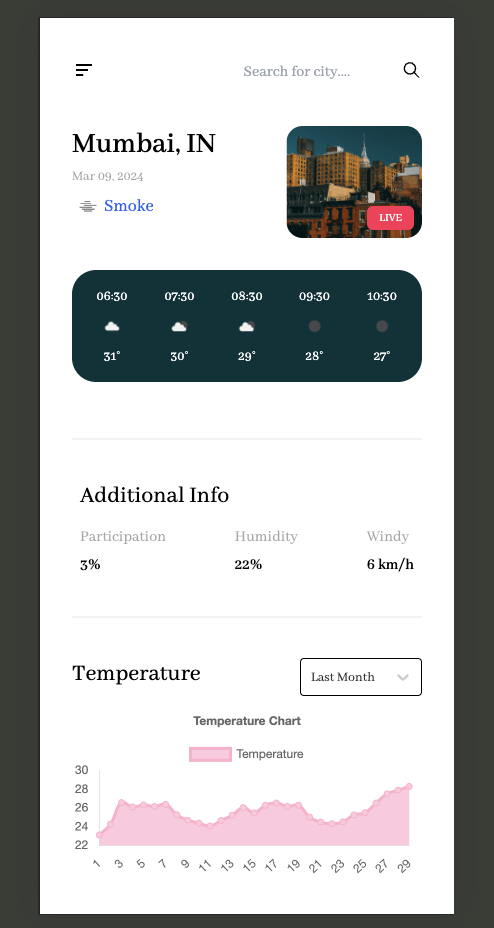 Search for city....
Mumbai, IN
Mar 09, 2024
Smoke
LIVE
06:30 07:30 08:30 09:30 10:30
31° 30° 29° 28° 27°
Additional Info
Participation Humidity Windy
3% 22% 6 km/h
Temperature
Last Month
Temperature Chart
Temperature
30
28
26
24
22
1 3 5 7 9 11 13 15 17 19 21 23 25 27 29